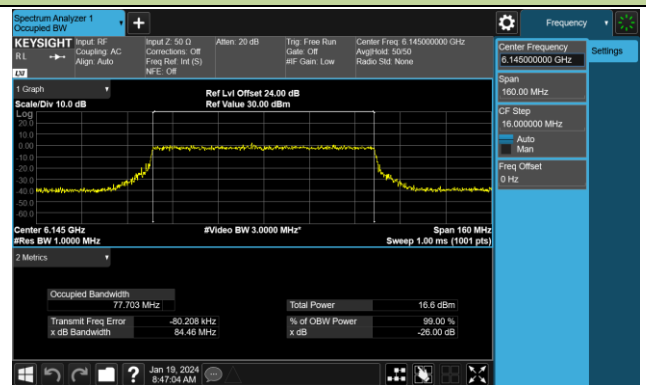 Spectrum Analyzer 1
Occupied BW
Frequency
KEYSIGHT Input: RF Input Z: 50 Ω Atten: 20 dB Trig: Free Run Center Freq: 6.145000000 GHz
RL Coupling: AC Corrections: Off Gate: Off Avg|Hold: 50/50
Align: Auto Freq Ref: Int (S) #IF Gain: Low Radio Std: None
NFE: Off
LXI
Center Frequency
6.145000000 GHz
Settings
Span
160.00 MHz
CF Step
16.000000 MHz
Auto
Man
Freq Offset
0 Hz
1 Graph
Ref Lvl Offset 24.00 dB
Scale/Div 10.0 dB Ref Value 30.00 dBm
Log
20.0
10.0
0.00
-10.0
-20.0
-30.0
-40.0
-50.0
-60.0
Center 6.145 GHz #Video BW 3.0000 MHz* Span 160 MHz
#Res BW 1.0000 MHz Sweep 1.00 ms (1001 pts)
2 Metrics
Occupied Bandwidth
77.703 MHz Total Power 16.6 dBm
Transmit Freq Error -80.208 kHz % of OBW Power 99.00 %
x dB Bandwidth 84.46 MHz x dB -26.00 dB
? Jan 19, 2024
8:47:04 AM